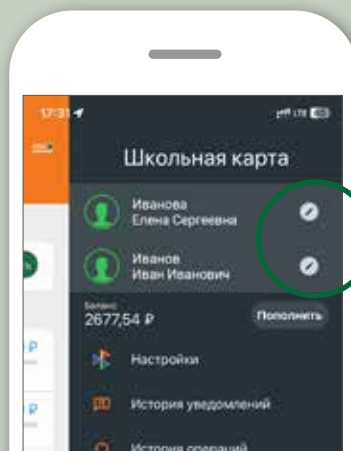 17:31
LTE
Школьная карта
Иванова
Елена Сергеевна
Иванов
Иван Иванович
Баланс
2677,54 ₽
Пополнить
₽
Настройки
История уведомлений
₽
История операций